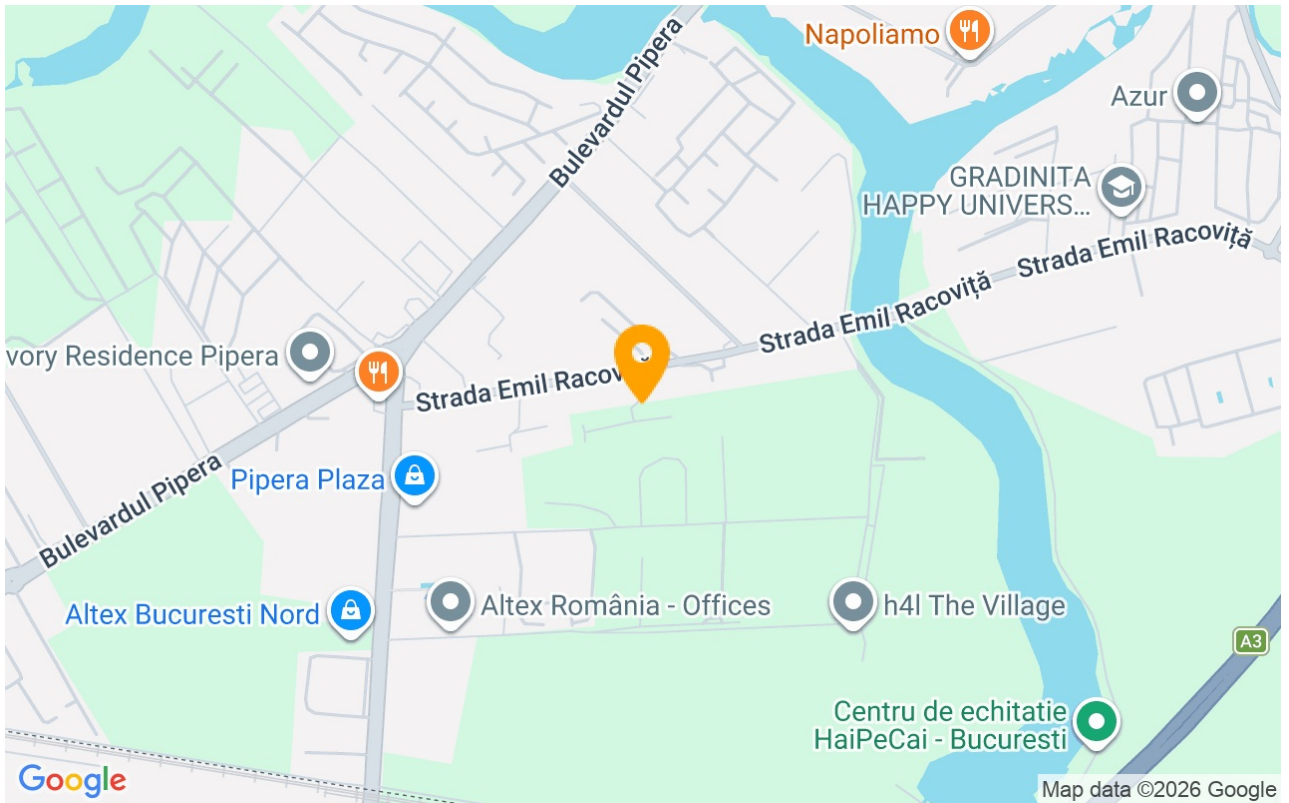 Napoliamo
Bulevardul Pipera
Azur
GRADINITA
HAPPY UNIVERS...
Strada Emil Racoviță
Strada Emil Racoviță
vory Residence Pipera
Strada Emil
Pipera Plaza
Bulevardul Pipera
Altex Bucuresti Nord
Altex România - Offices
h4l The Village
A3
Centru de echitatie
HaiPeCai - Bucuresti
Google
Map data ©2026 Google